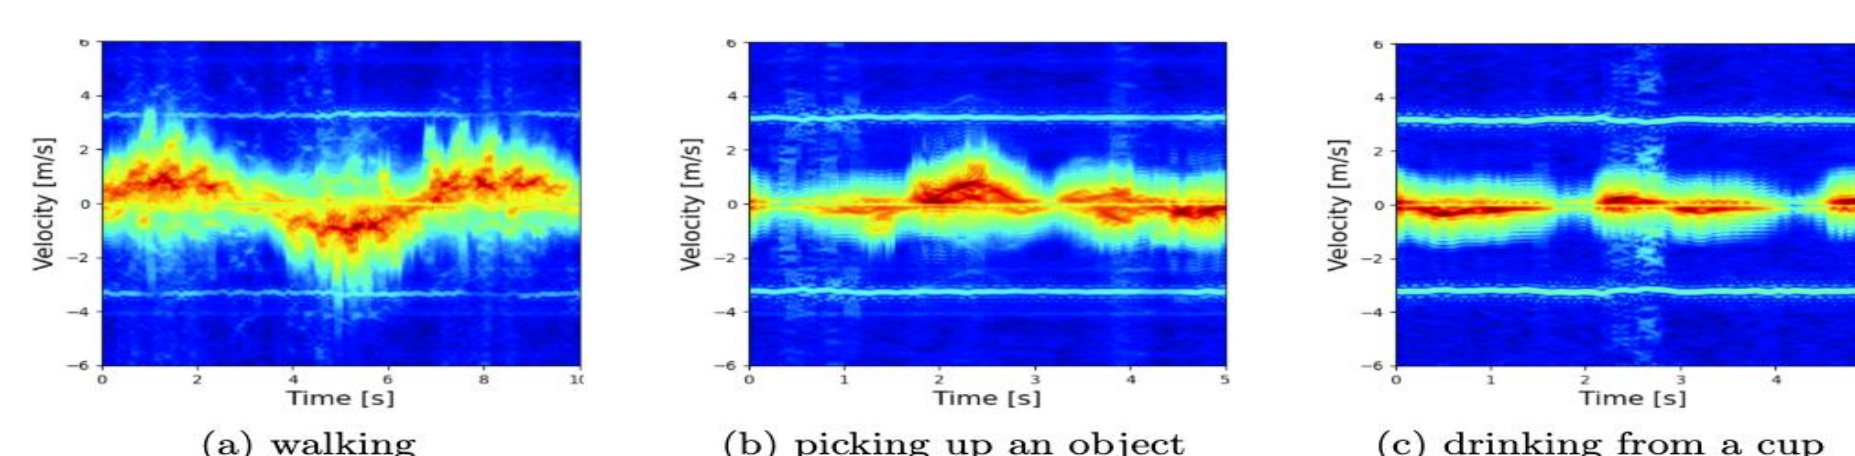 6 6 6
4 4 4
2 2 2
0 0 0
−2 −2 −2
−4 −4 −4
−6 −6 −6
Velocity [m/s] Velocity [m/s] Velocity [m/s]
0 2 4 6 8 10 0 1 2 3 4 5 0 1 2 3 4
Time [s] Time [s] Time [s]
(a) walking (b) picking up an object (c) drinking from a cup